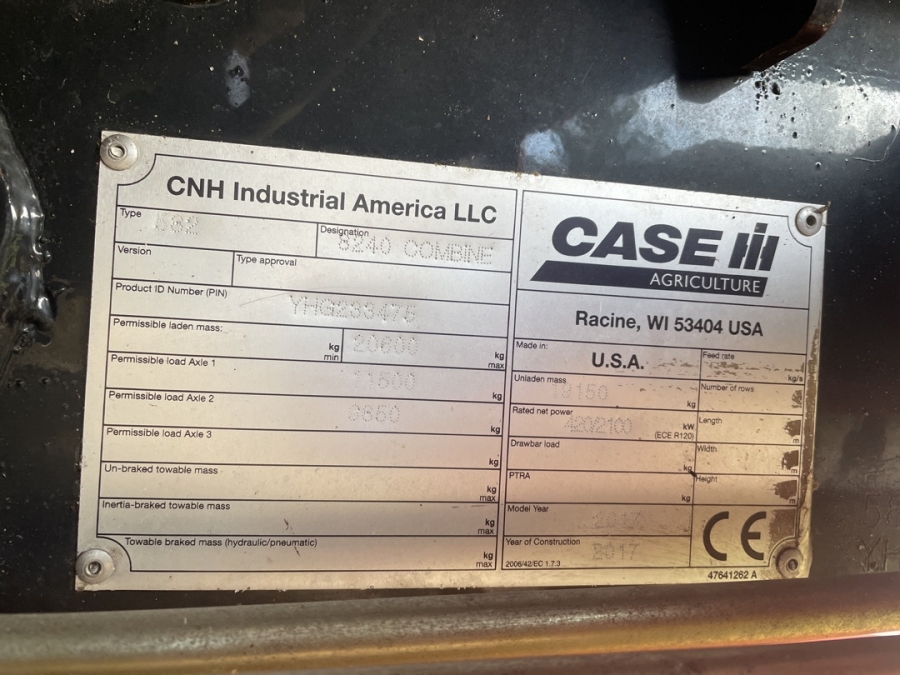 CNH Industrial America LLC
Type
582
Designation
8240 COMBINE
Version
Type approval
Product ID Number (PIN)
YHG233475
Permissible laden mass:
kg min
20600
kg max
Permissible load Axle 1
11500
kg
Permissible load Axle 2
9650
kg
Permissible load Axle 3
kg
Un-braked towable mass
kg max
Inertia-braked towable mass
kg max
Towable braked mass (hydraulic/pneumatic)
kg max
CASE IH
AGRICULTURE
Racine, WI 53404 USA
Made in:
U.S.A.
Feed rate
kg/s
Unladen mass
19150
kg
Number of rows
Rated net power
420/2100
kW
(ECE R120)
Length
m
Drawbar load
kg
Width
m
PTRA
kg
Height
m
Model Year
2017
Year of Construction
2017
2006/42/EC 1.7.3
CE
47641262 A